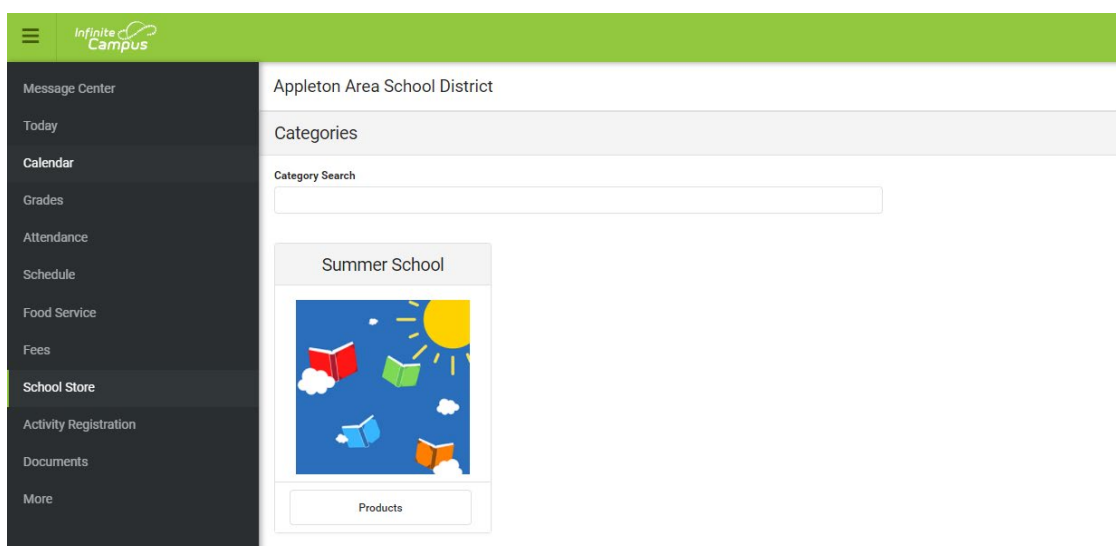 Infinite
Campus
Message Center
Today
Calendar
Grades
Attendance
Schedule
Food Service
Fees
School Store
Activity Registration
Documents
More
Appleton Area School District
Categories
Category Search
Summer School
Products